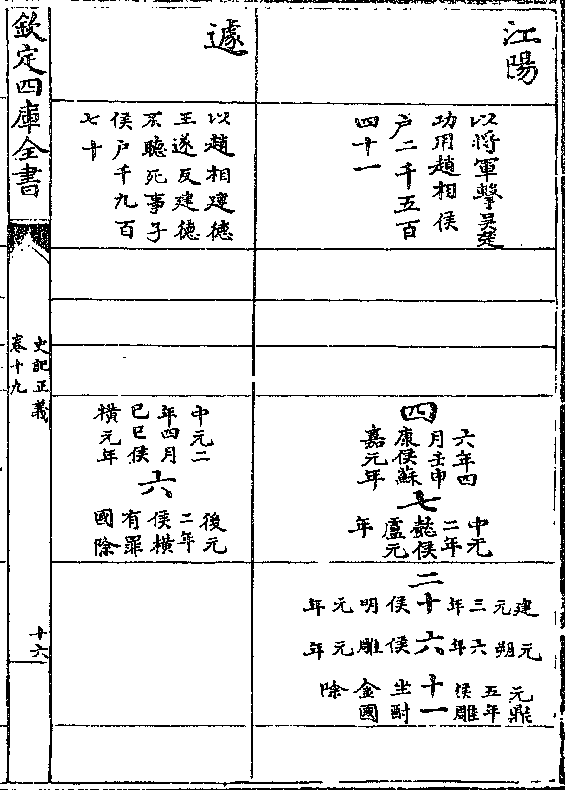 江陽
以將軍擊吳楚
功用趙相侯
户二千五百
四十一
四
六年四
月壬申
康侯蘇
嘉元年
七
中元
二年
懿侯
盧元
年
二
建元三年十侯明元年
元朔六年六侯雕元年
元鼎五年侯雕十一坐酎金國除
遽
以趙相建德
王遂反建德
不聽死事子
侯户千九百
七十
中元二
年四月
已巳侯
橫元年
六
後元
二年
侯橫
有罪
國除
欽定四庫全書
史記正義
卷十九
十六